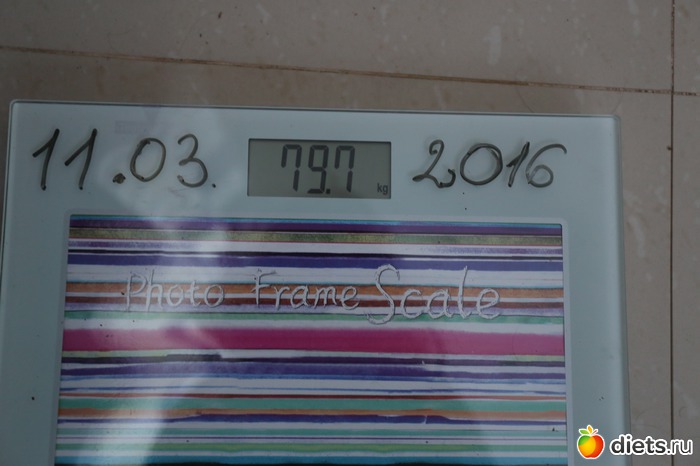 11.03. 79.7 kg 2016
Photo Frame Scale
diets.ru